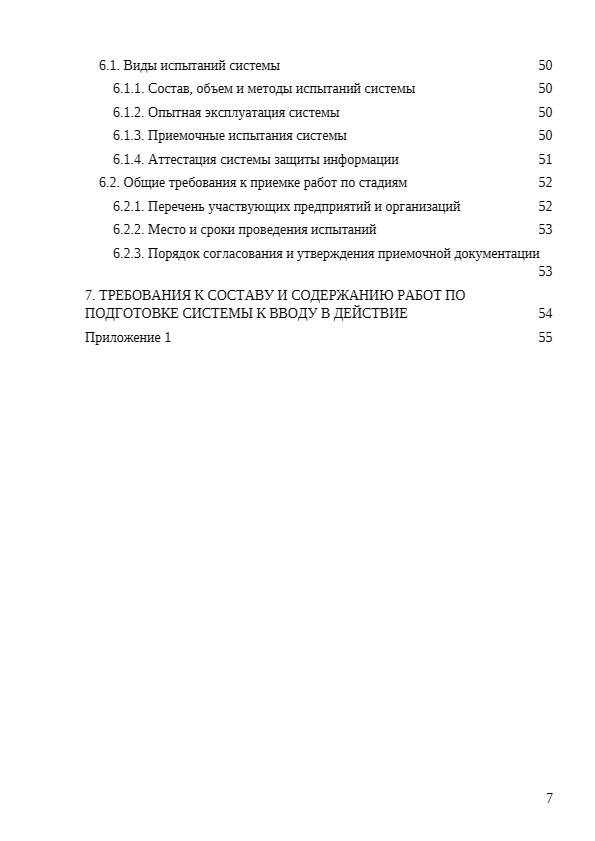 6.1. Виды испытаний системы 50
6.1.1. Состав, объем и методы испытаний системы 50
6.1.2. Опытная эксплуатация системы 50
6.1.3. Приемочные испытания системы 50
6.1.4. Аттестация системы защиты информации 51
6.2. Общие требования к приемке работ по стадиям 52
6.2.1. Перечень участвующих предприятий и организаций 52
6.2.2. Место и сроки проведения испытаний 53
6.2.3. Порядок согласования и утверждения приемочной документации
53
7. ТРЕБОВАНИЯ К СОСТАВУ И СОДЕРЖАНИЮ РАБОТ ПО
ПОДГОТОВКЕ СИСТЕМЫ К ВВОДУ В ДЕЙСТВИЕ 54
Приложение 1 55
7